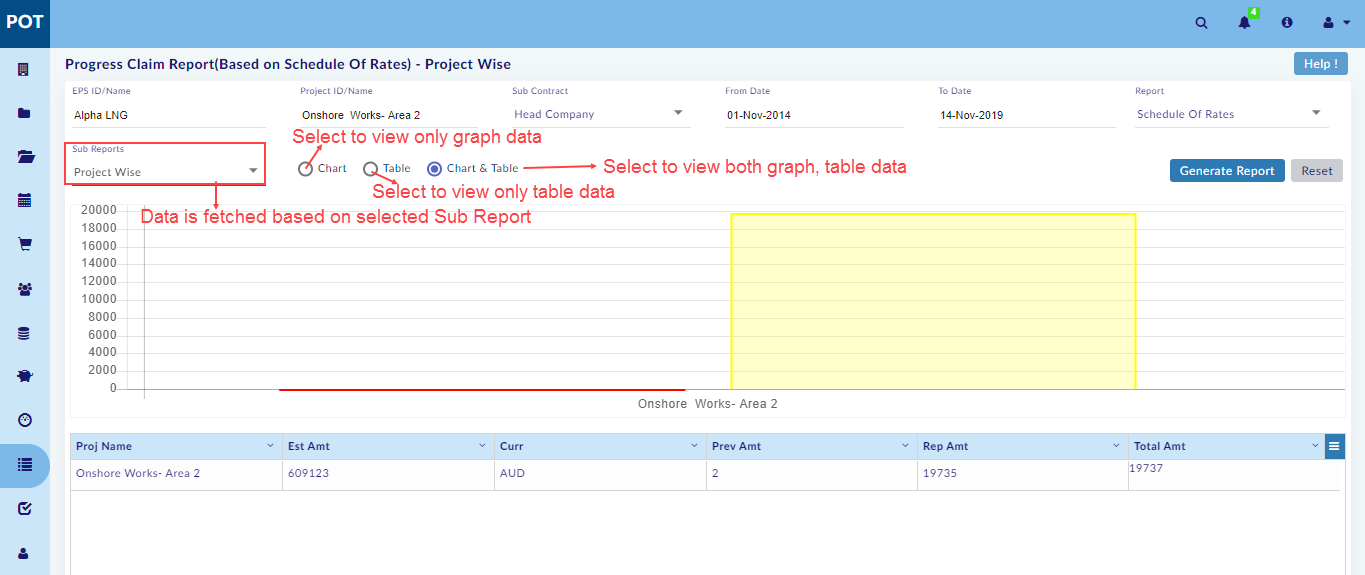 POT
4
Progress Claim Report(Based on Schedule Of Rates) - Project Wise
Help !
EPS ID/Name Project ID/Name Sub Contract From Date To Date Report
Alpha LNG Onshore Works- Area 2 Head Company 01-Nov-2014 14-Nov-2019 Schedule Of Rates
Select to view only graph data
Sub Reports
Project Wise
Chart Table Chart & Table
Select to view both graph, table data
Generate Report Reset
Select to view only table data
Data is fetched based on selected Sub Report
20000
18000
16000
14000
12000
10000
8000
6000
4000
2000
0
Onshore Works- Area 2
Proj Name Est Amt Curr Prev Amt Rep Amt Total Amt
Onshore Works- Area 2 609123 AUD 2 19735 19737